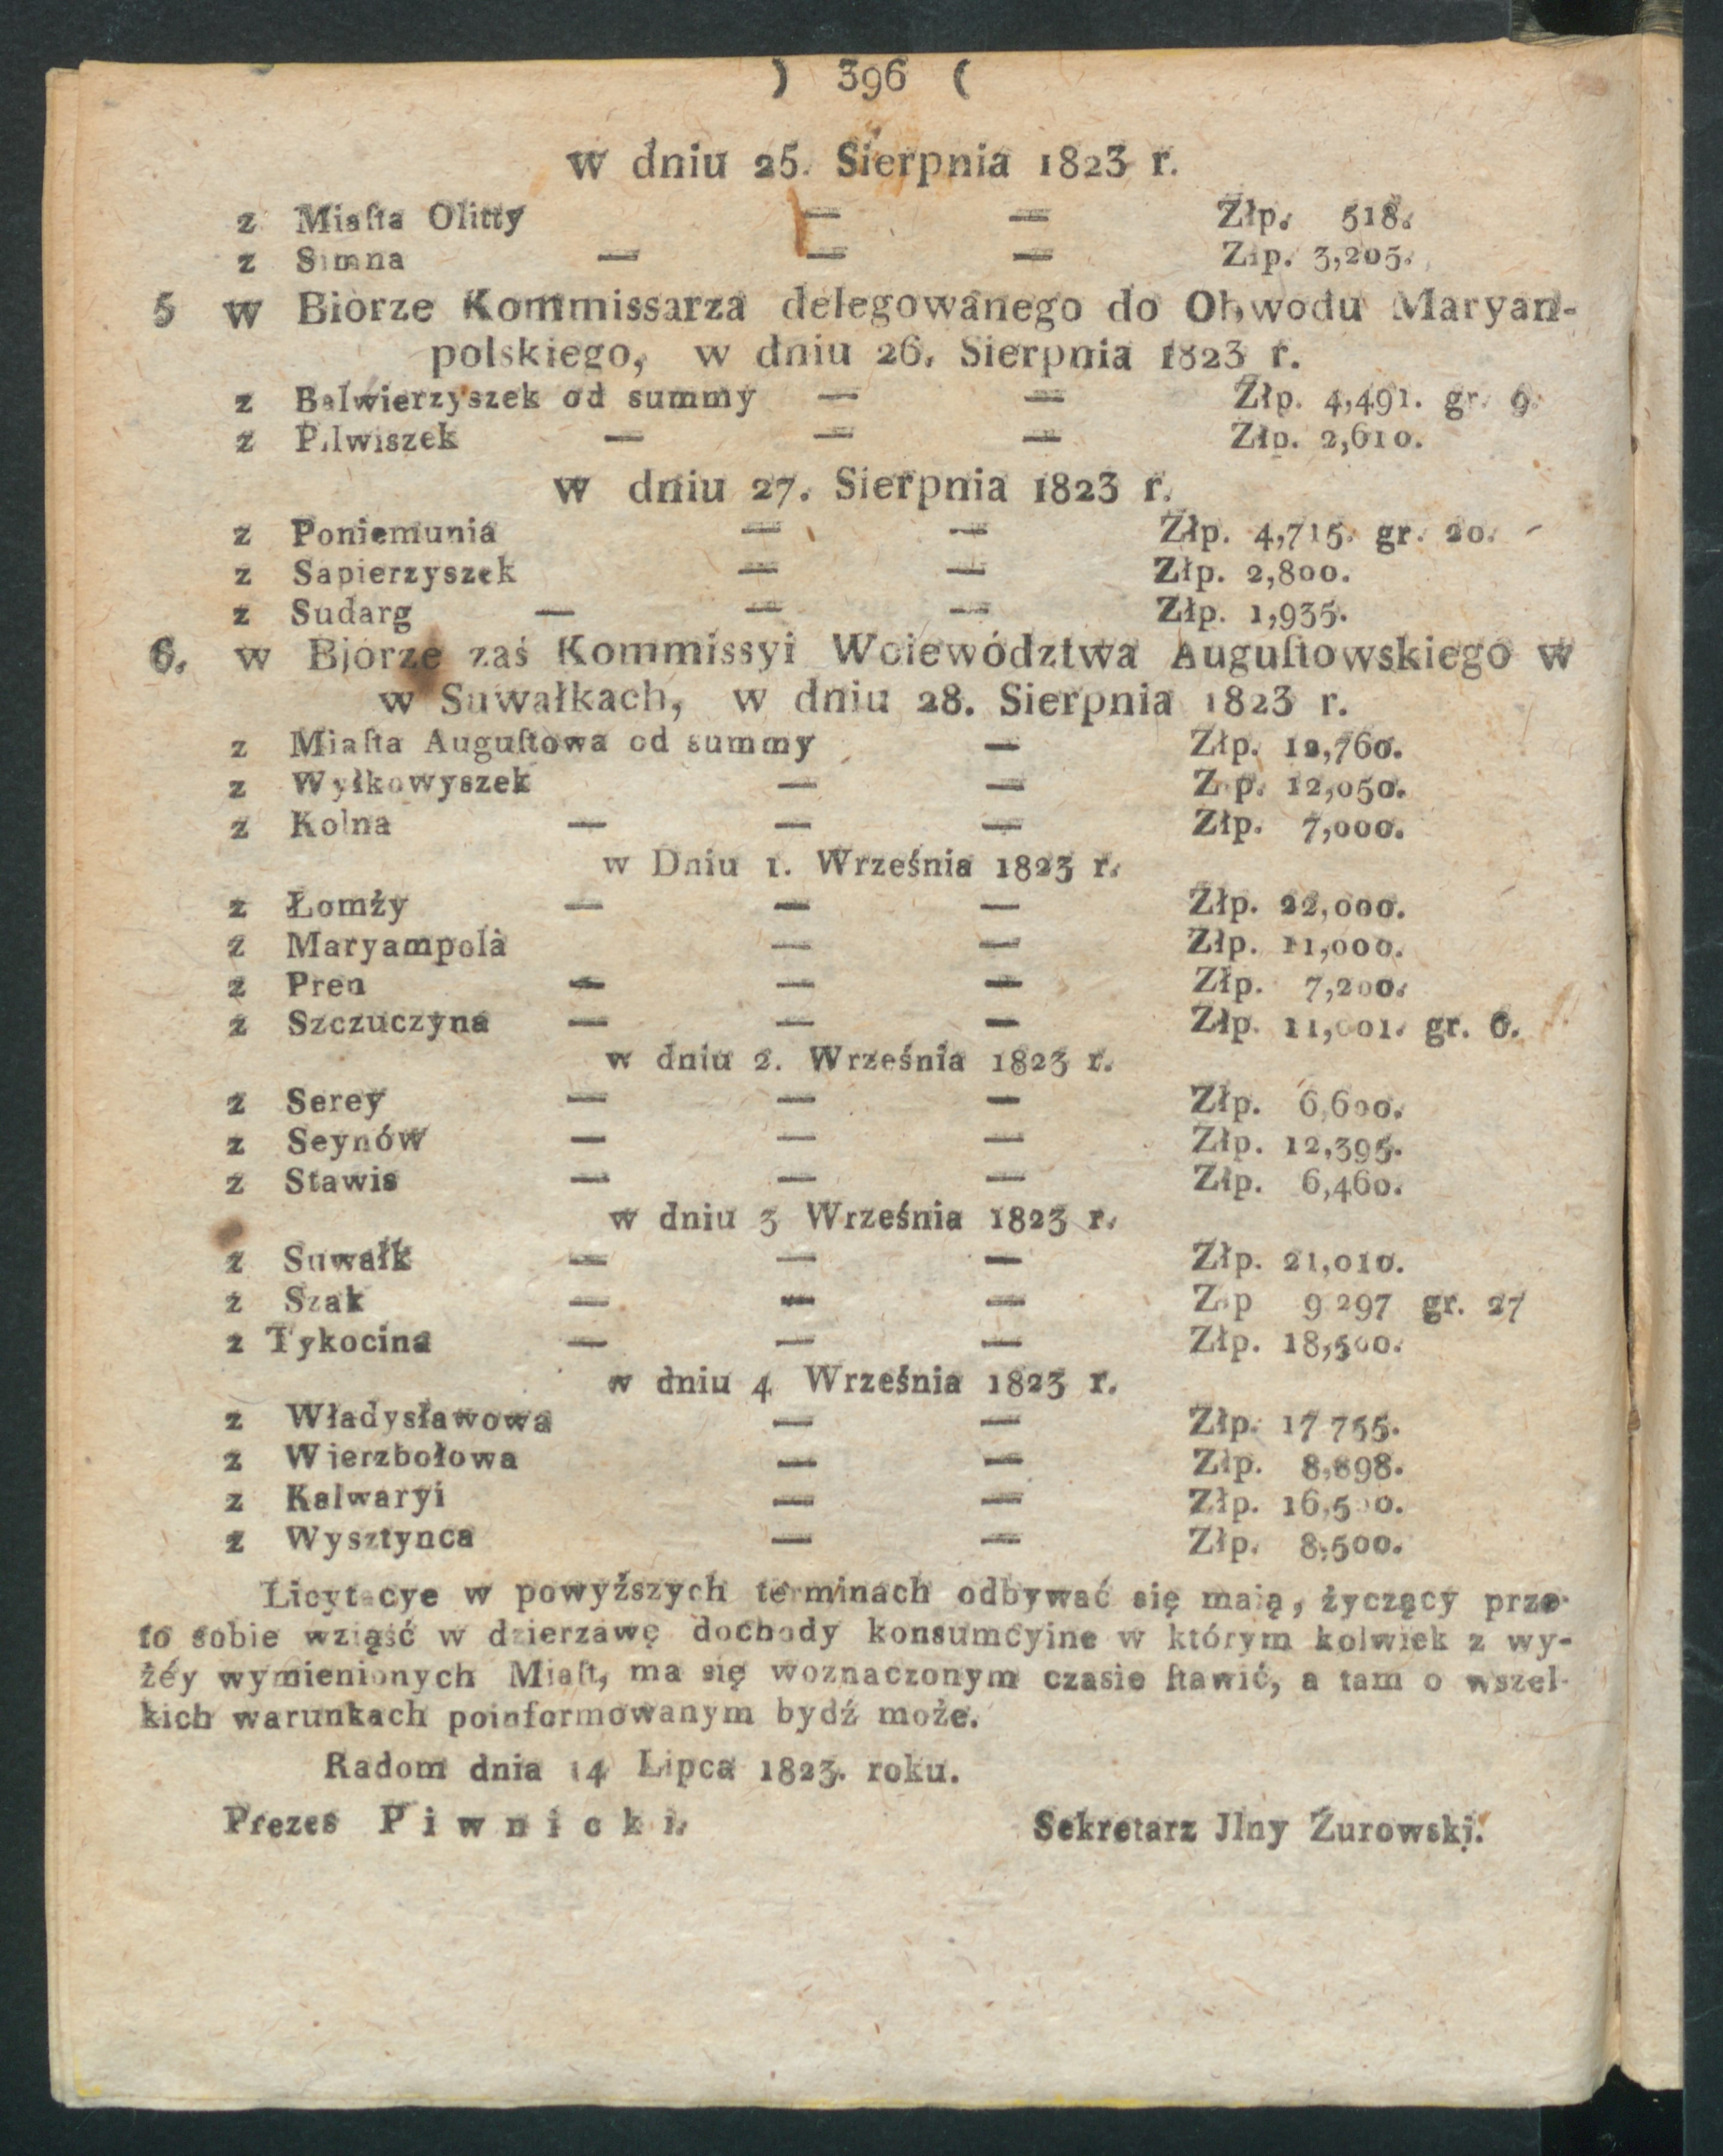 ) 396 (
w dniu 25. Sierpnia 1823 r.
z Miaſta Olitty — — Złp. 518.
z Simna — — — Złp. 3,205.
5 w Biorze Kommissarza delegowanego do Obwodu Maryan-
polskiego, w dniu 26. Sierpnia 1823 r.
z Balwierzyszek od summy — — Złp. 4,491. gr. 9.
z Pilwiszek — — — Złp. 2,610.
w dniu 27. Sierpnia 1823 r.
z Poniemunia — — Złp. 4,715. gr. 20.
z Sapierzyszek — — Złp. 2,800.
z Sudarg — — — Złp. 1,935.
6. w Bjorze zaś Kommissyi Woiewództwa Auguſtowskiego w
w Suwałkach, w dniu 28. Sierpnia 1823 r.
z Miaſta Auguſtowa od summy — Złp. 12,760.
z Wyłkowyszek — — Złp. 12,050.
z Kolna — — — Złp. 7,000.
w Dniu 1. Września 1823 r.
z Łomży — — — Złp. 22,000.
z Maryampola — — Złp. 11,000.
z Pren — — — Złp. 7,200.
z Szczuczyna — — — Złp. 11,001. gr. 6.
w dniu 2. Września 1823 r.
z Serey — — — Złp. 6,600.
z Seynów — — — Złp. 12,395.
z Stawis — — — Złp. 6,460.
w dniu 3 Września 1823 r.
z Suwałk — — — Złp. 21,010.
z Szak — — — Złp 9 297 gr. 27
z Tykocina — — — Złp. 18,500.
w dniu 4 Września 1823 r.
z Władysławowa — — Złp. 17 755.
z Wierzbołowa — — Złp. 8,898.
z Kalwaryi — — Złp. 16,500.
z Wysztynca — — Złp. 8,500.
Licytacye w powyższych terminach odbywać się maią, życzący prze-
to sobie wziąść w dzierzawę dochody konsumcyine w którym kolwiek z wy-
żéy wymienionych Miaſt, ma się woznaczonym czasie ſtawić, a tam o wszel-
kich warunkach poinformowanym bydź może.
Radom dnia 14 Lipca 1823. roku.
Prezes Piwnicki. Sekretarz Jlny Żurowskj.